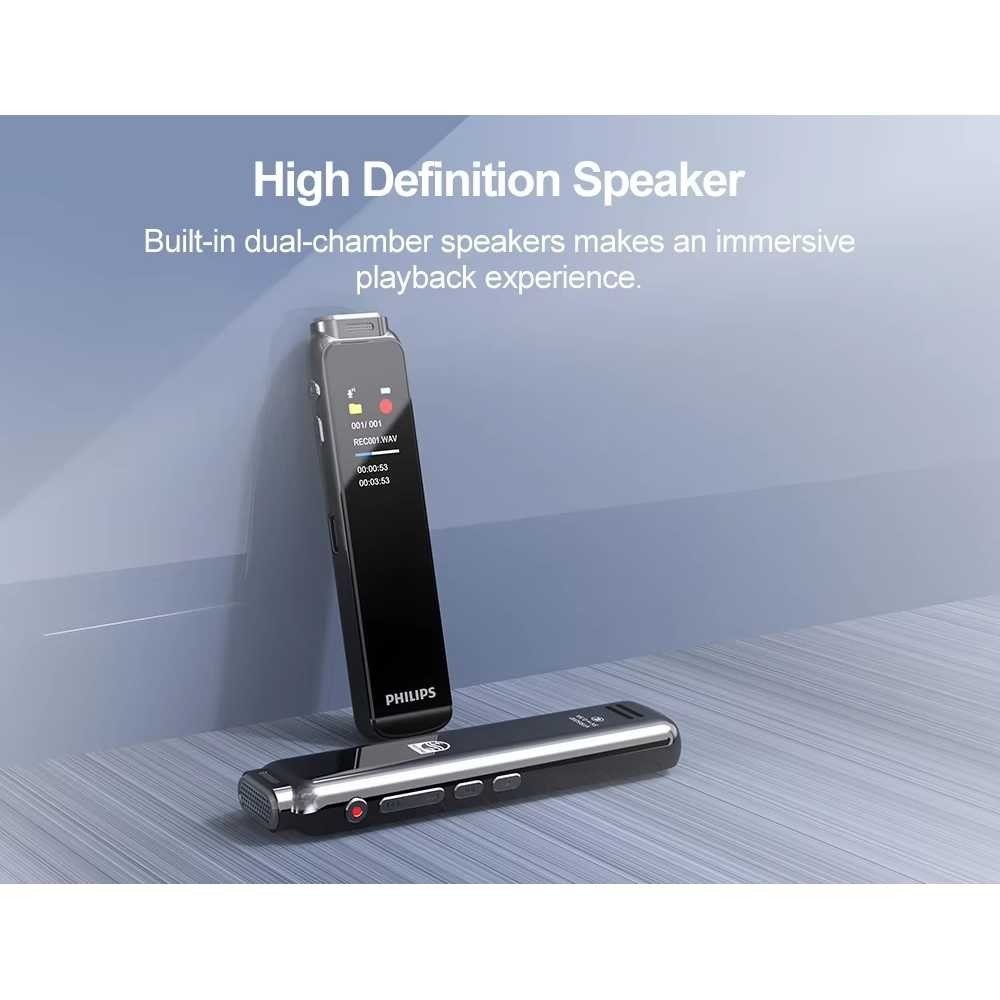 High Definition Speaker
Built-in dual-chamber speakers makes an immersive
playback experience.
001/ 001
REC001.WAV
00:00:53
00:03:53
PHILIPS